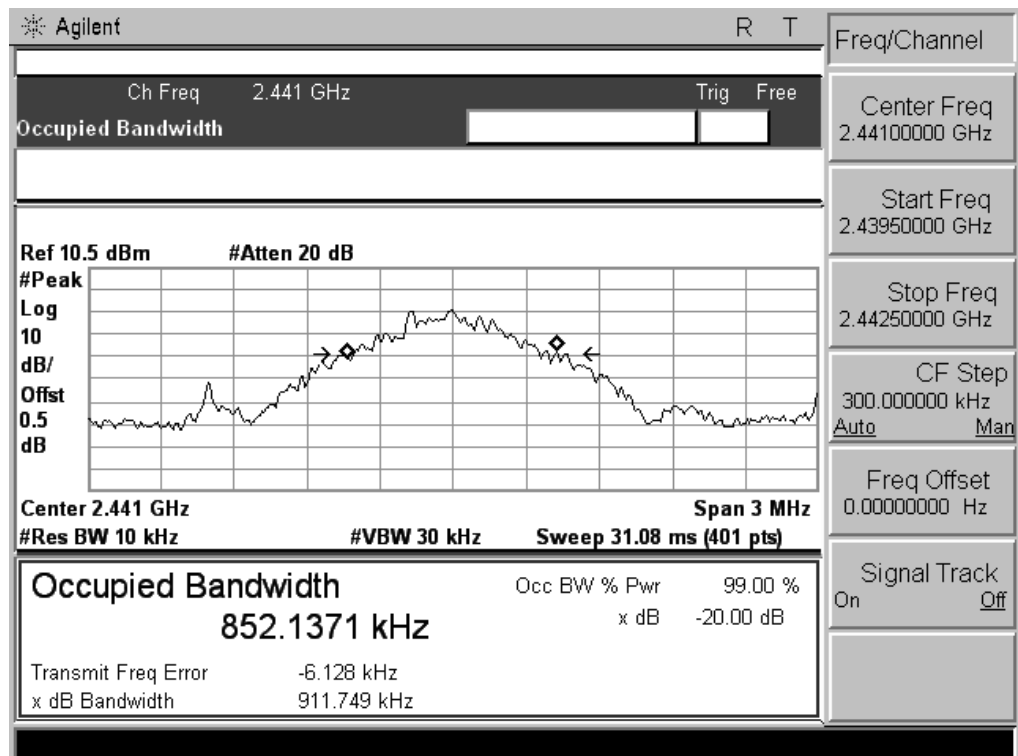 Agilent R T
Freq/Channel
Ch Freq 2.441 GHz Trig Free
Occupied Bandwidth
Center Freq
2.44100000 GHz
Start Freq
2.43950000 GHz
Stop Freq
2.44250000 GHz
CF Step
300.000000 kHz
Auto Man
Freq Offset
0.00000000 Hz
Signal Track
On Off
Ref 10.5 dBm #Atten 20 dB
#Peak
Log
10
dB/
Offst
0.5
dB
Center 2.441 GHz Span 3 MHz
#Res BW 10 kHz #VBW 30 kHz Sweep 31.08 ms (401 pts)
Occupied Bandwidth
852.1371 kHz
Occ BW % Pwr 99.00 %
x dB -20.00 dB
Transmit Freq Error -6.128 kHz
x dB Bandwidth 911.749 kHz